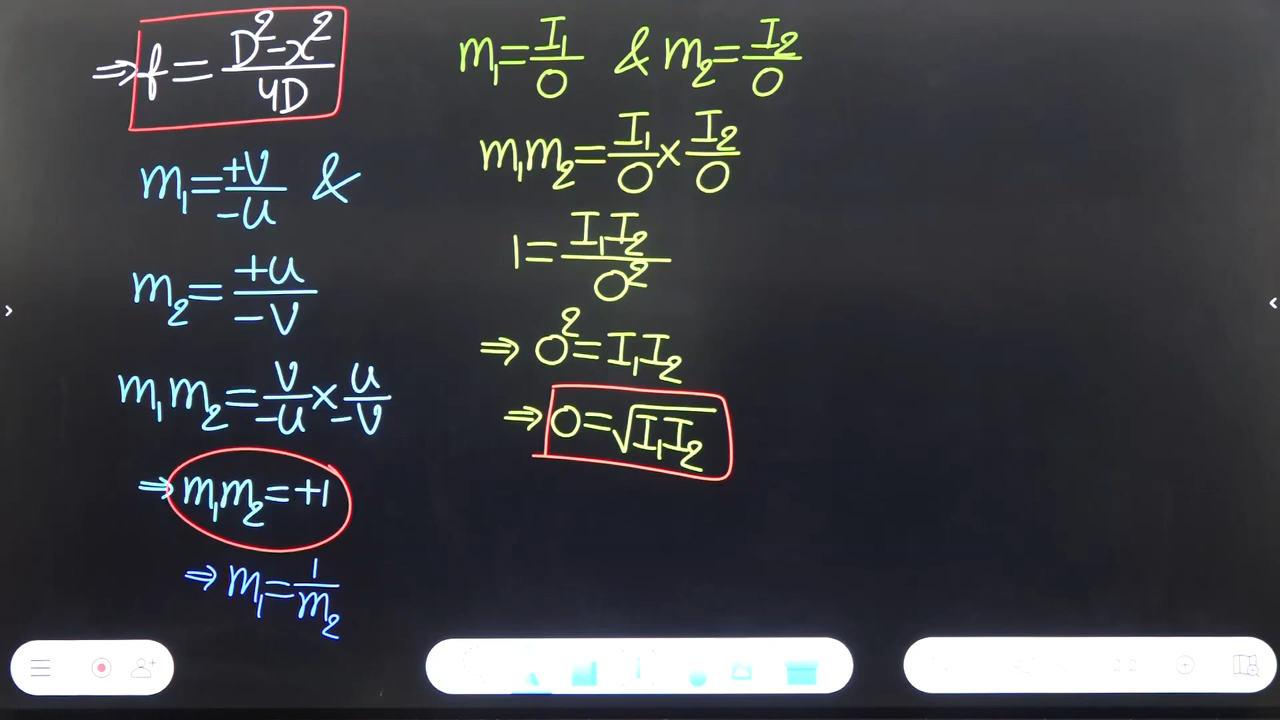 ⇒ f = (D² - x²) / 4D
m₁ = +v / -u &
m₂ = +u / -v
m₁m₂ = v / -u × u / -v
⇒ m₁m₂ = +1
⇒ m₁ = 1 / m₂
m₁ = I₁ / O & m₂ = I₂ / O
m₁m₂ = I₁ / O × I₂ / O
1 = I₁I₂ / O²
⇒ O² = I₁I₂
⇒ O = √(I₁I₂)